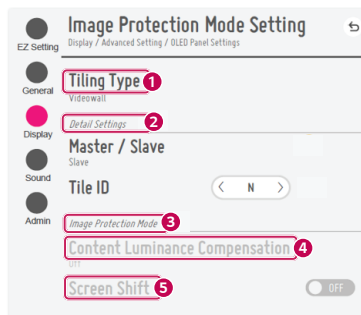 Image Protection Mode Setting
Display / Advanced Setting / OLED Panel Settings
EZ Setting
General
Display
Sound
Admin
Tiling Type 1
Videowall
Detail Settings 2
Master / Slave
Slave
Tile ID
N
Image Protection Mode 3
Content Luminance Compensation 4
Off
Screen Shift 5
OFF